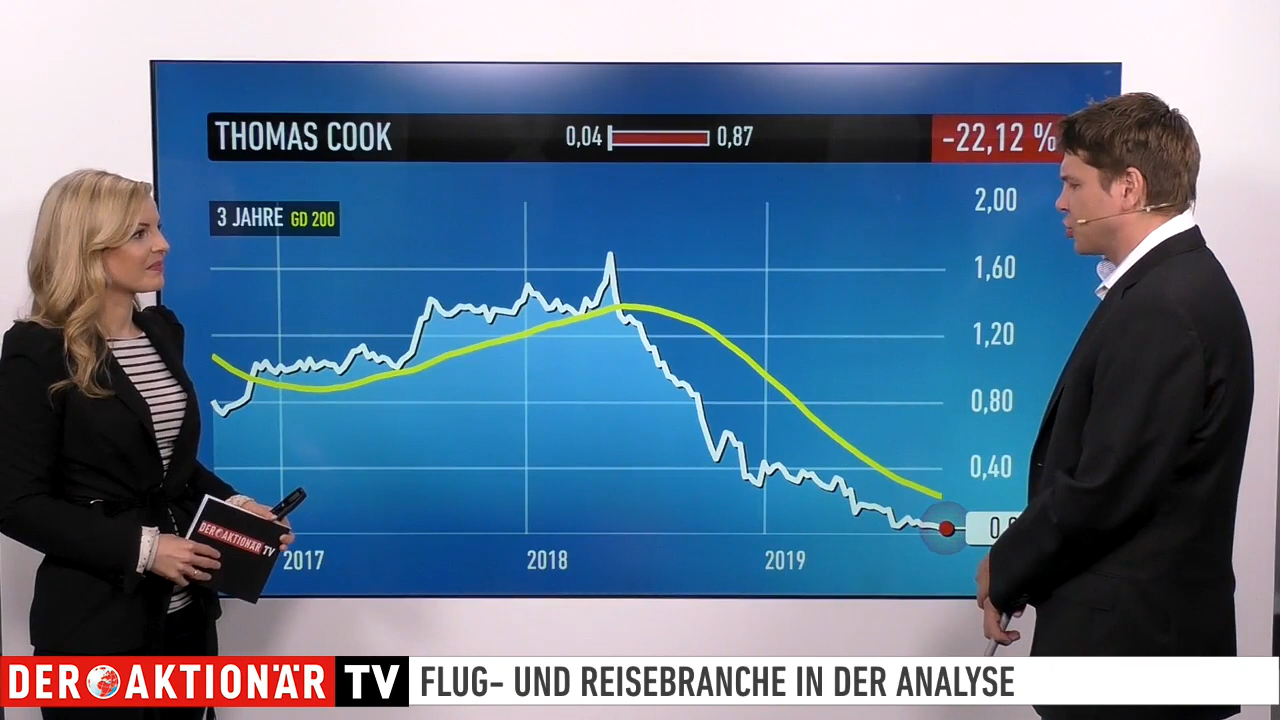 THOMAS COOK 0,04 0,87 -22,12 %
3 JAHRE GD 200
2,00
1,60
1,20
0,80
0,40
2017 2018 2019
DER AKTIONÄR TV
DER AKTIONÄR TV FLUG- UND REISEBRANCHE IN DER ANALYSE